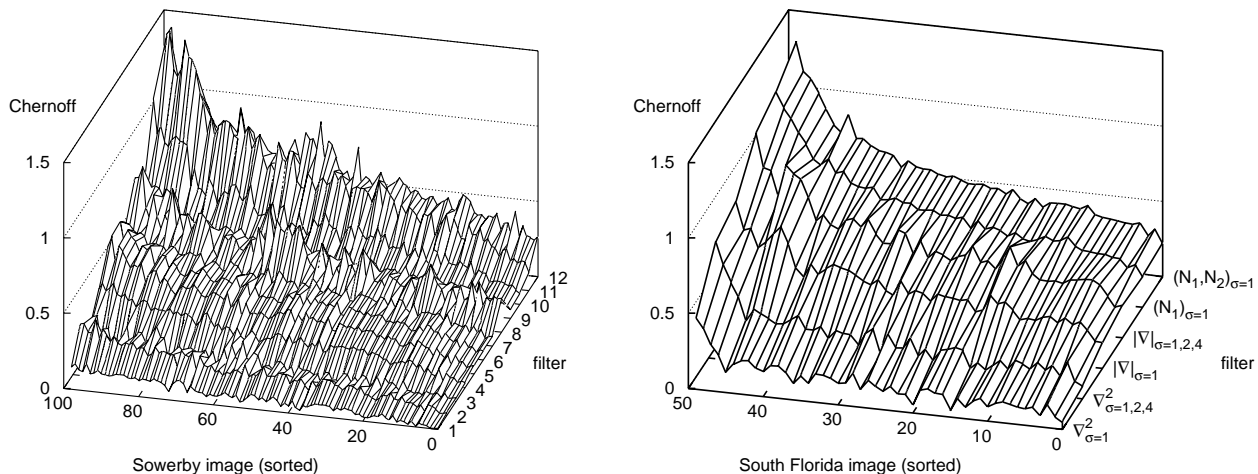 Chernoff
1.5
1
0.5
0
100
80
60
40
20
0
1
2
3
4
5
6
7
8
9
10
11
12
filter
Sowerby image (sorted)
Chernoff
1.5
1
0.5
0
50
40
30
20
10
0
∇²σ=1
∇²σ=1,2,4
|∇|σ=1
|∇|σ=1,2,4
(N₁)σ=1
(N₁,N₂)σ=1
filter
South Florida image (sorted)